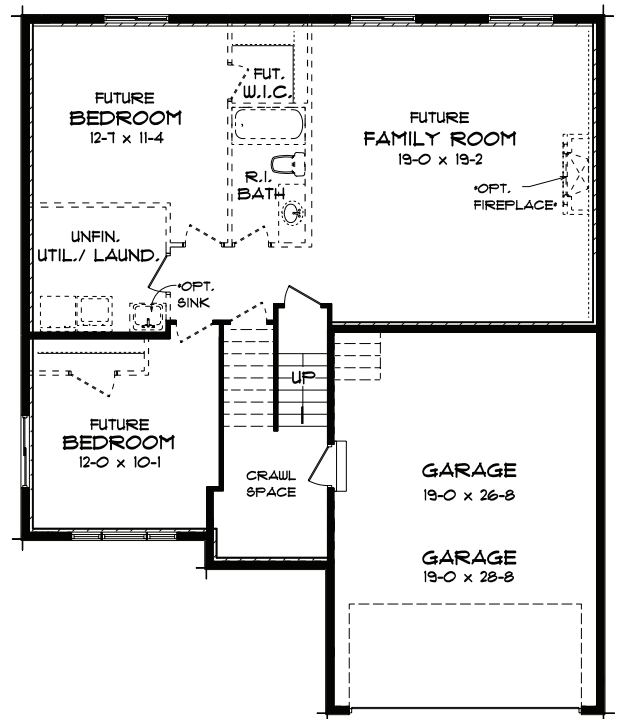 FUTURE
BEDROOM
12-7 x 11-4
FUT.
W.I.C.
R.I.
BATH
FUTURE
FAMILY ROOM
19-0 x 19-2
"OPT.
FIREPLACE"
UNFIN.
UTIL./ LAUND.
"OPT.
SINK
UP
FUTURE
BEDROOM
12-0 x 10-1
CRAWL
SPACE
GARAGE
19-0 x 26-8
GARAGE
19-0 x 28-8